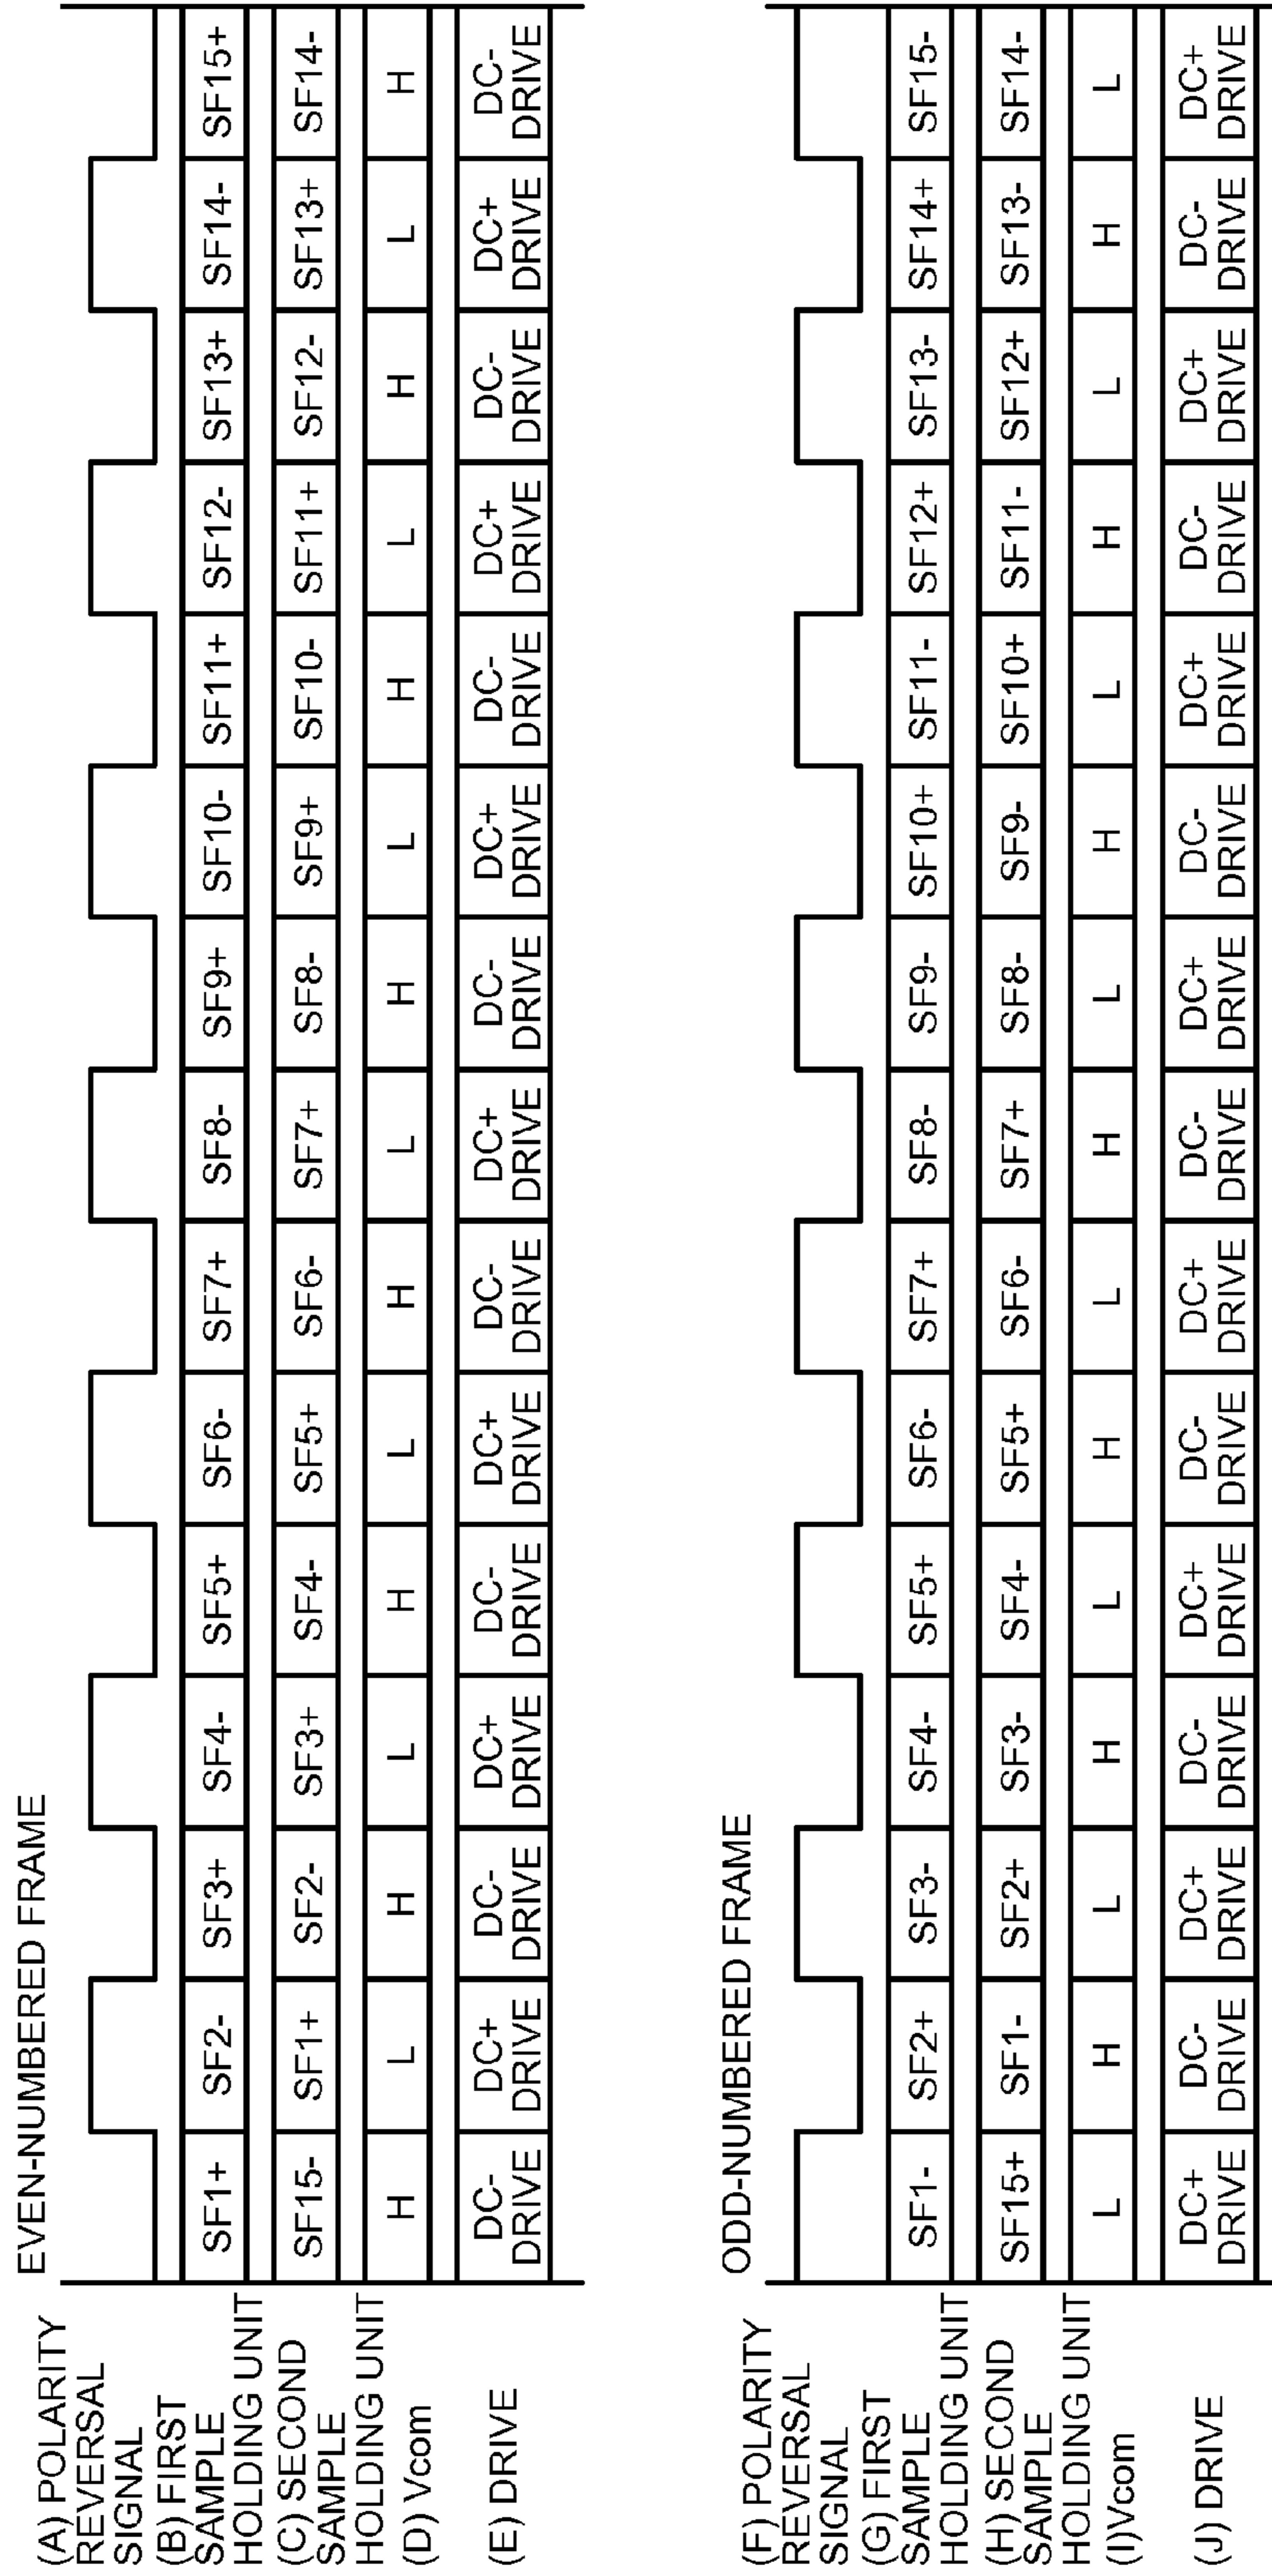 EVEN-NUMBERED FRAME
(A) POLARITY
REVERSAL
SIGNAL
(B) FIRST
SAMPLE
HOLDING UNIT
SF1+ SF2- SF3+ SF4- SF5+ SF6- SF7+ SF8- SF9+ SF10- SF11+ SF12- SF13+ SF14- SF15+
(C) SECOND
SAMPLE
HOLDING UNIT
SF15- SF1+ SF2- SF3+ SF4- SF5+ SF6- SF7+ SF8- SF9+ SF10- SF11+ SF12- SF13+ SF14-
(D) Vcom
H L H L H L H L H L H L H L H
(E) DRIVE
DC- DC+ DC- DC+ DC- DC+ DC- DC+ DC- DC+ DC- DC+ DC- DC+ DC-
DRIVE DRIVE DRIVE DRIVE DRIVE DRIVE DRIVE DRIVE DRIVE DRIVE DRIVE DRIVE DRIVE DRIVE DRIVE
ODD-NUMBERED FRAME
(F) POLARITY
REVERSAL
SIGNAL
(G) FIRST
SAMPLE
HOLDING UNIT
SF1- SF2+ SF3- SF4- SF5+ SF6- SF7+ SF8- SF9- SF10+ SF11- SF12+ SF13- SF14+ SF15-
(H) SECOND
SAMPLE
HOLDING UNIT
SF15+ SF1- SF2+ SF3- SF4- SF5+ SF6- SF7+ SF8- SF9- SF10+ SF11- SF12+ SF13- SF14-
(I)Vcom
L H L H L H L H L H L H L H L
(J) DRIVE
DC+ DC- DC+ DC- DC+ DC- DC+ DC- DC+ DC- DC+ DC- DC+ DC- DC+
DRIVE DRIVE DRIVE DRIVE DRIVE DRIVE DRIVE DRIVE DRIVE DRIVE DRIVE DRIVE DRIVE DRIVE DRIVE